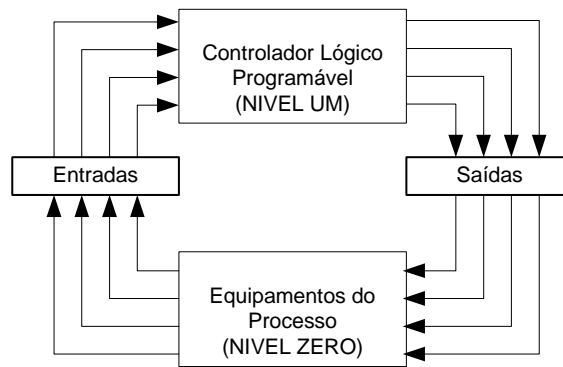 Controlador Lógico
Programável
(NIVEL UM)
Entradas
Saídas
Equipamentos do
Processo
(NIVEL ZERO)